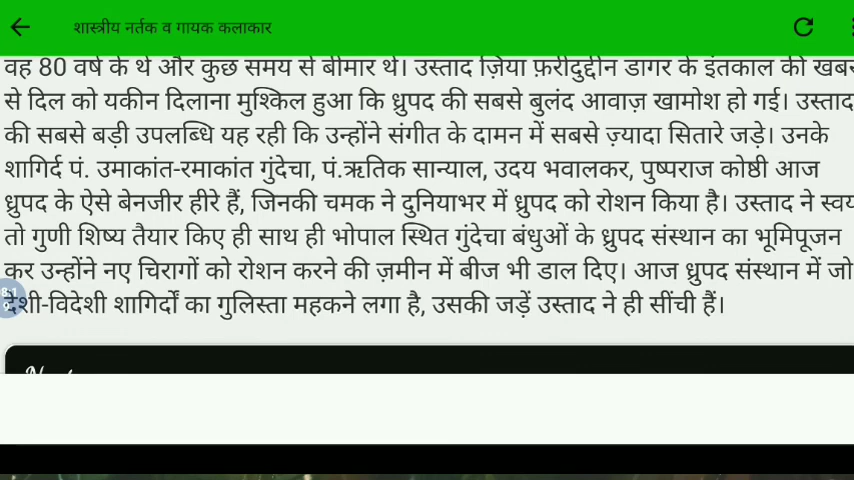 शास्त्रीय नर्तक व गायक कलाकार
वह 80 वर्ष के थे और कुछ समय से बीमार थे। उस्ताद ज़िया फ़रीदुद्दीन डागर के इंतकाल की खबर
से दिल को यकीन दिलाना मुश्किल हुआ कि ध्रुपद की सबसे बुलंद आवाज़ खामोश हो गई। उस्ताद
की सबसे बड़ी उपलब्धि यह रही कि उन्होंने संगीत के दामन में सबसे ज़्यादा सितारे जड़े। उनके
शागिर्द पं. उमाकांत-रमाकांत गुंदेचा, पं.ऋतिक सान्याल, उदय भवालकर, पुष्पराज कोष्ठी आज
ध्रुपद के ऐसे बेनजीर हीरे हैं, जिनकी चमक ने दुनियाभर में ध्रुपद को रोशन किया है। उस्ताद ने स्वयं
तो गुणी शिष्य तैयार किए ही साथ ही भोपाल स्थित गुंदेचा बंधुओं के ध्रुपद संस्थान का भूमिपूजन
कर उन्होंने नए चिरागों को रोशन करने की ज़मीन में बीज भी डाल दिए। आज ध्रुपद संस्थान में जो
देशी-विदेशी शागिर्दों का गुलिस्ता महकने लगा है, उसकी जड़ें उस्ताद ने ही सींची हैं।